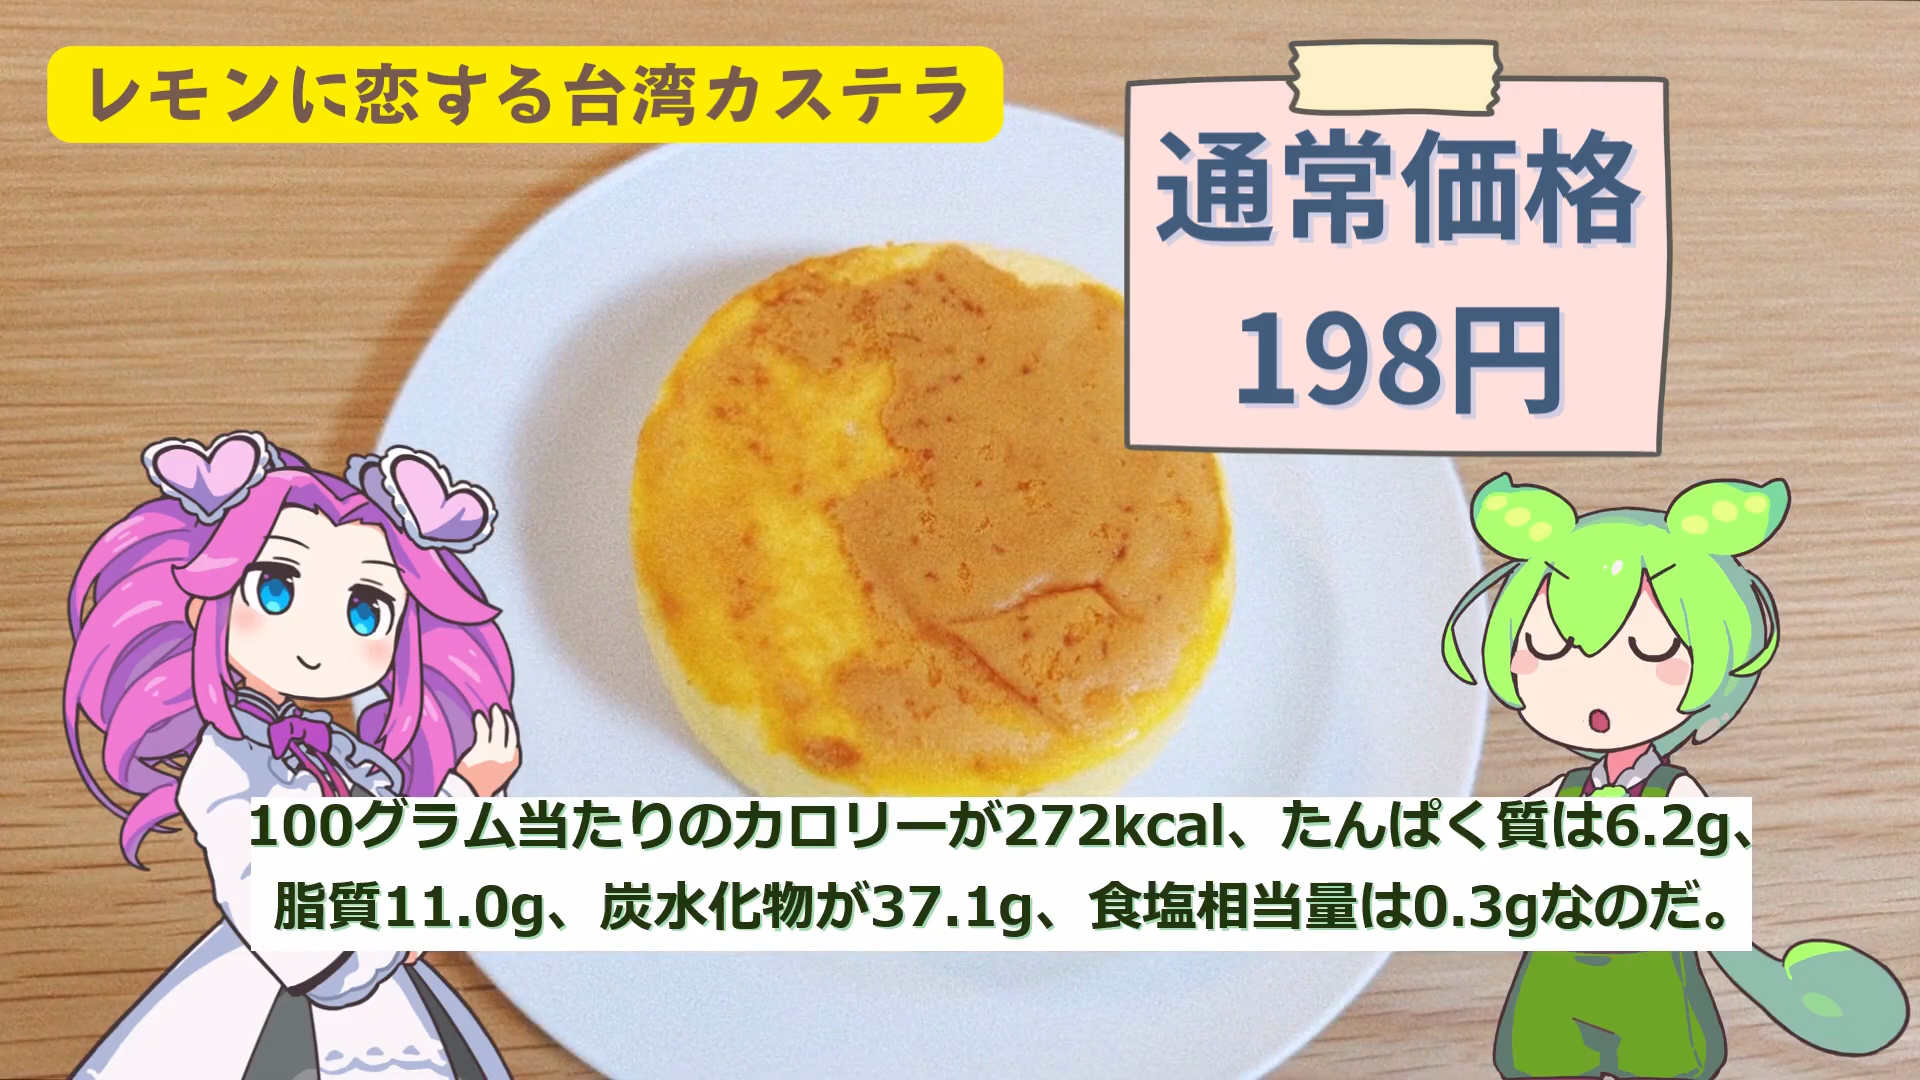 レモンに恋する台湾カステラ
通常価格
198円
100グラム当たりのカロリーが272kcal、たんぱく質は6.2g、
脂質11.0g、炭水化物が37.1g、食塩相当量は0.3gなのだ。